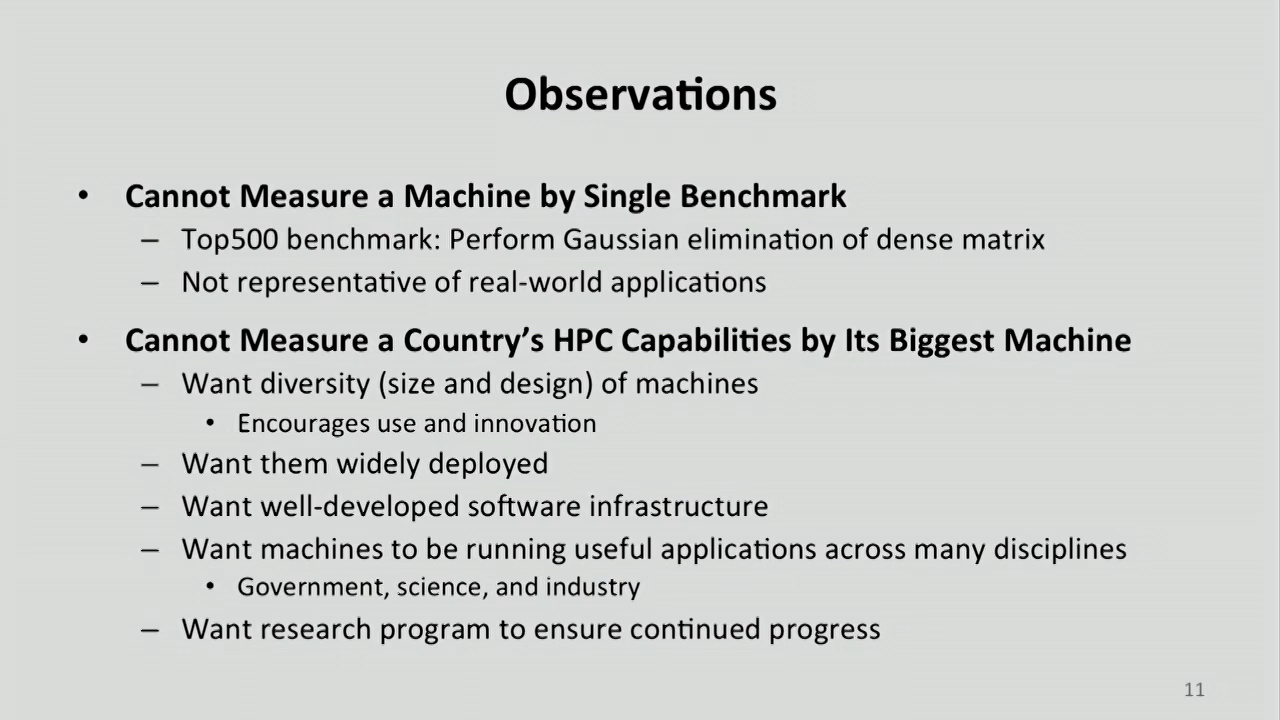 Observations
• Cannot Measure a Machine by Single Benchmark
– Top500 benchmark: Perform Gaussian elimination of dense matrix
– Not representative of real-world applications
• Cannot Measure a Country’s HPC Capabilities by Its Biggest Machine
– Want diversity (size and design) of machines
• Encourages use and innovation
– Want them widely deployed
– Want well-developed software infrastructure
– Want machines to be running useful applications across many disciplines
• Government, science, and industry
– Want research program to ensure continued progress
11